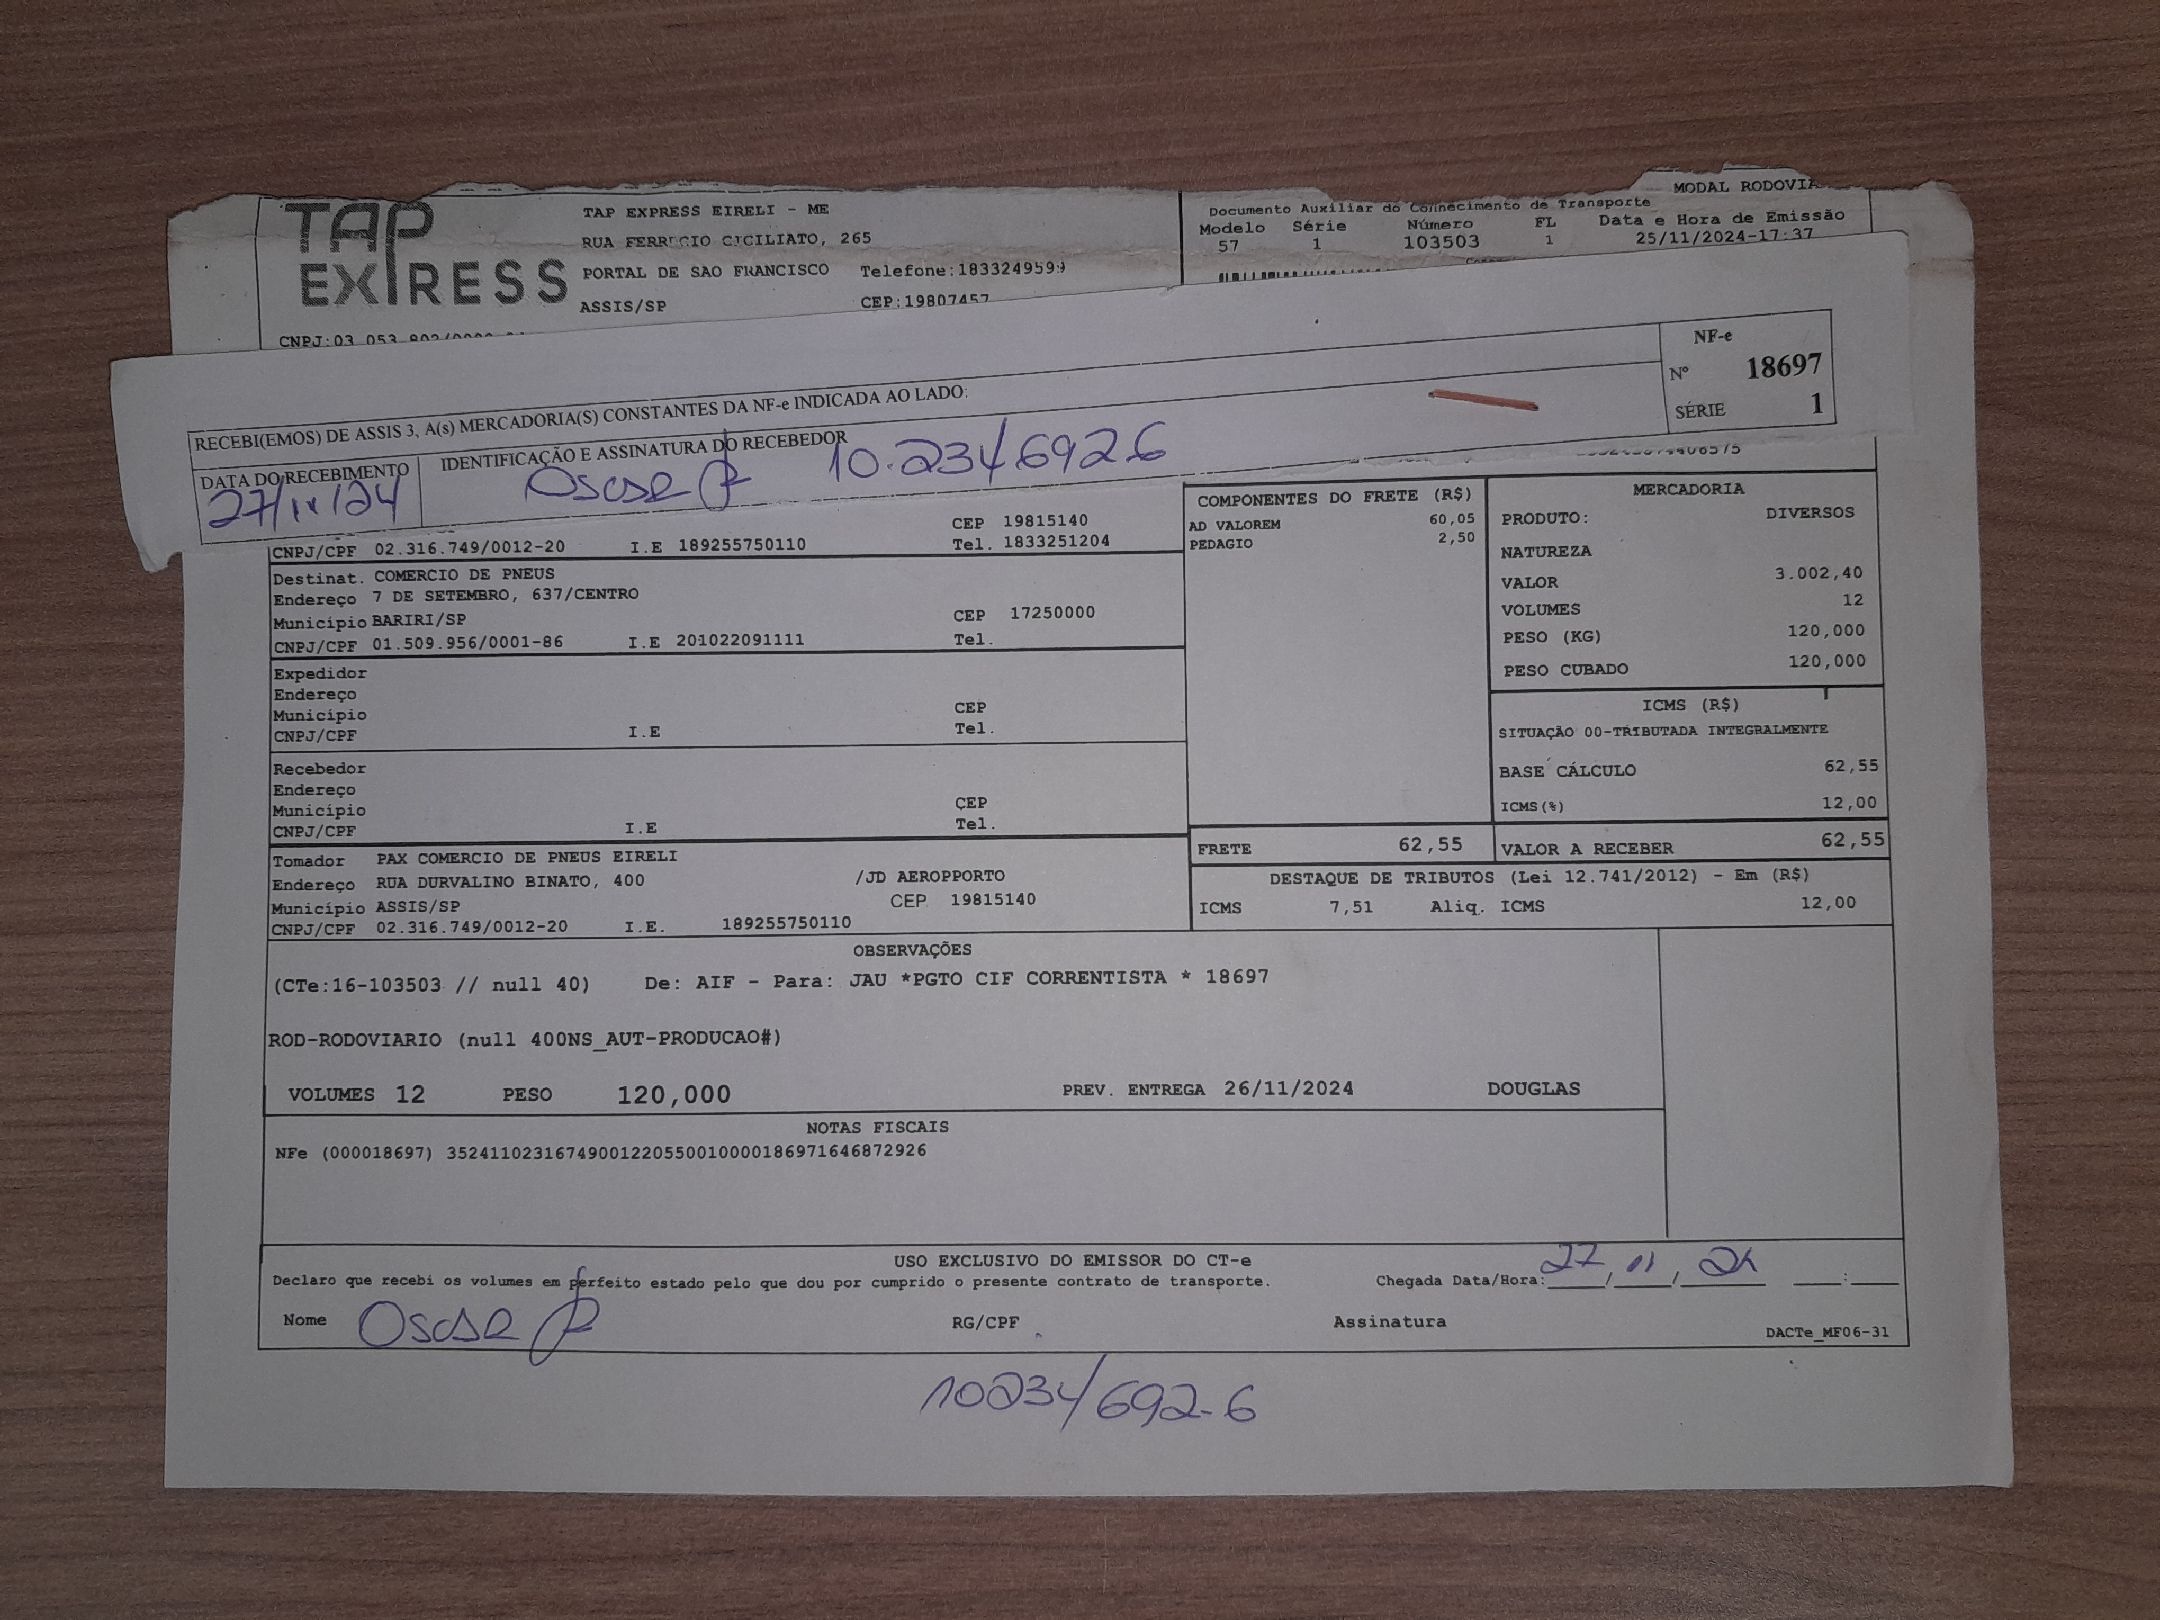 MODAL RODOVIA
TAP EXPRESS
TAP EXPRESS EIRELI - ME
RUA FERRUCIO CICILIATO, 265
PORTAL DE SAO FRANCISCO Telefone:1833249599
ASSIS/SP CEP:19807457
Documento Auxiliar do Connecimento de Transporte
Modelo Série Número FL Data e Hora de Emissão
57 1 103503 1 25/11/2024-17:37
CNPJ:03 053 802/
RECEBI(EMOS) DE ASSIS 3, A(s) MERCADORIA(S) CONSTANTES DA NF-e INDICADA AO LADO:
DATA DO RECEBIMENTO IDENTIFICAÇÃO E ASSINATURA DO RECEBEDOR
27/11/24 Oscar 10.234692.6
NF-e
Nº 18697
SÉRIE 1
CEP 19815140
CNPJ/CPF 02.316.749/0012-20 I.E 189255750110 Tel. 1833251204
Destinat. COMERCIO DE PNEUS
Endereço 7 DE SETEMBRO, 637/CENTRO
Município BARIRI/SP CEP 17250000
CNPJ/CPF 01.509.956/0001-86 I.E 201022091111 Tel.
Expedidor
Endereço
Município CEP
CNPJ/CPF I.E Tel.
Recebedor
Endereço
Município CEP
CNPJ/CPF I.E Tel.
Tomador PAX COMERCIO DE PNEUS EIRELI
Endereço RUA DURVALINO BINATO, 400 /JD AEROPPORTO
Município ASSIS/SP CEP 19815140
CNPJ/CPF 02.316.749/0012-20 I.E. 189255750110
COMPONENTES DO FRETE (R$)
AD VALOREM 60,05
PEDAGIO 2,50
FRETE 62,55
MERCADORIA
PRODUTO: DIVERSOS
NATUREZA
VALOR 3.002,40
VOLUMES 12
PESO (KG) 120,000
PESO CUBADO 120,000
ICMS (R$)
SITUAÇÃO 00-TRIBUTADA INTEGRALMENTE
BASE CÁLCULO 62,55
ICMS(%) 12,00
VALOR A RECEBER 62,55
DESTAQUE DE TRIBUTOS (Lei 12.741/2012) - Em (R$)
ICMS 7,51 Aliq. ICMS 12,00
OBSERVAÇÕES
(CTe:16-103503 // null 40) De: AIF - Para: JAU *PGTO CIF CORRENTISTA * 18697
ROD-RODOVIARIO (null 400NS_AUT-PRODUCAO#)
VOLUMES 12 PESO 120,000 PREV. ENTREGA 26/11/2024 DOUGLAS
NOTAS FISCAIS
NFe (000018697) 35241102316749001220550010000186971646872926
USO EXCLUSIVO DO EMISSOR DO CT-e
Declaro que recebi os volumes em perfeito estado pelo que dou por cumprido o presente contrato de transporte. Chegada Data/Hora: 27/11/24 __:__
Nome Oscar RG/CPF Assinatura
DACTe_MF06-31
10234692-6